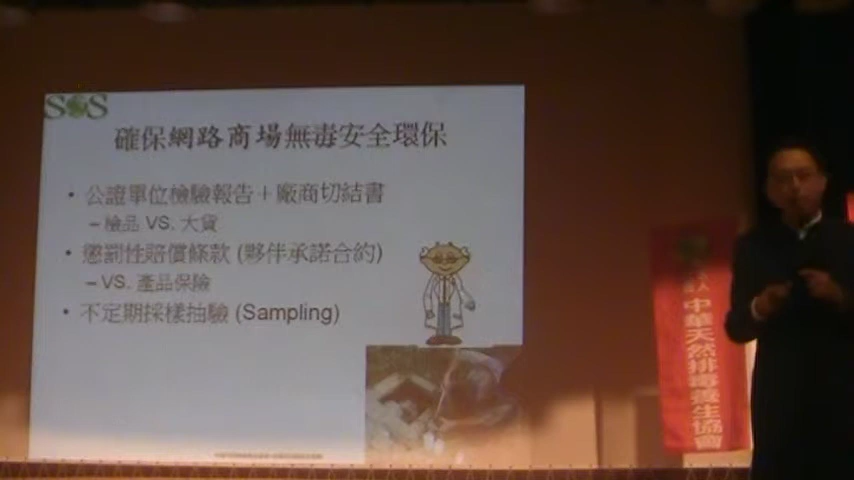 SOS
確保網路商場無毒安全環保
• 公證單位檢驗報告＋廠商切結書
– 檢品 VS. 大貨
• 懲罰性賠償條款 (夥伴承諾合約)
– VS. 產品保險
• 不定期採樣抽驗 (Sampling)
中華天然排毒養生協會